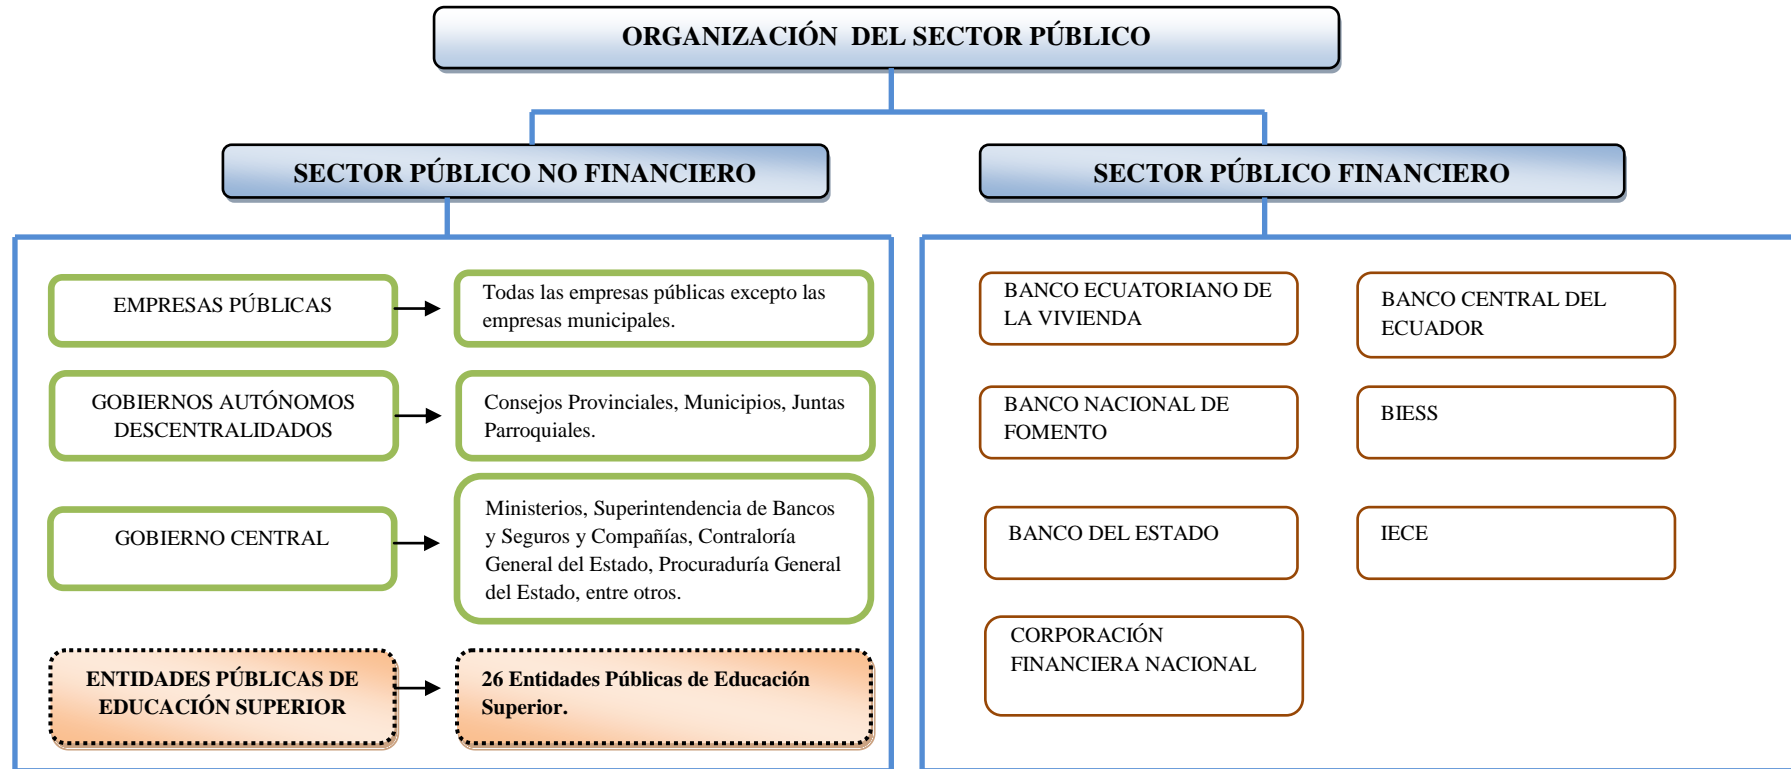 ORGANIZACIÓN DEL SECTOR PÚBLICO
SECTOR PÚBLICO NO FINANCIERO
EMPRESAS PÚBLICAS
Todas las empresas públicas excepto las
empresas municipales.
GOBIERNOS AUTÓNOMOS
DESCENTRALIDADOS
Consejos Provinciales, Municipios, Juntas
Parroquiales.
GOBIERNO CENTRAL
Ministerios, Superintendencia de Bancos
y Seguros y Compañías, Contraloría
General del Estado, Procuraduría General
del Estado, entre otros.
ENTIDADES PÚBLICAS DE
EDUCACIÓN SUPERIOR
26 Entidades Públicas de Educación
Superior.
SECTOR PÚBLICO FINANCIERO
BANCO ECUATORIANO DE
LA VIVIENDA
BANCO CENTRAL DEL
ECUADOR
BANCO NACIONAL DE
FOMENTO
BIESS
BANCO DEL ESTADO
IECE
CORPORACIÓN
FINANCIERA NACIONAL